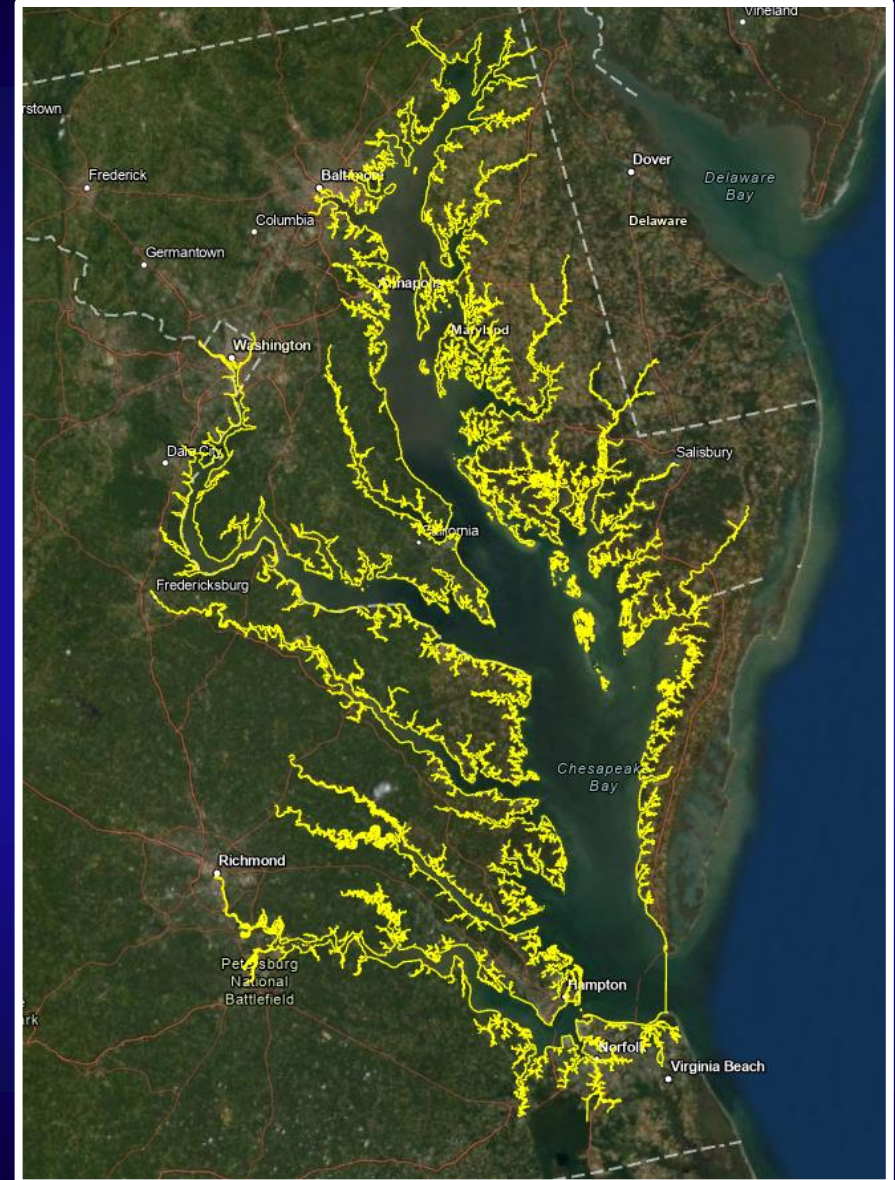 Vineland
rstown
Frederick
Baltimore
Dover
Delaware
Bay
Columbia
Delaware
Germantown
Annapolis
Maryland
Washington
Dale City
Salisbury
California
Fredericksburg
Chesapeake
Bay
Richmond
Petersburg
National
Battlefield
Hampton
ark
Norfolk
Virginia Beach